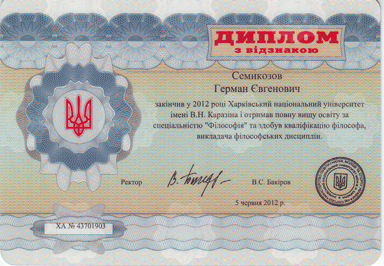 ДИПЛОМ
з відзнакою
Семикозов
Герман Євгенович
закінчив у 2012 році Харківський національний університет
імені В.Н. Каразіна і отримав повну вищу освіту за
спеціальністю "Філософія" та здобув кваліфікацію філософа,
викладача філософських дисциплін.
Ректор
В.С. Бакіров
5 червня 2012 р.
ХА № 43701903